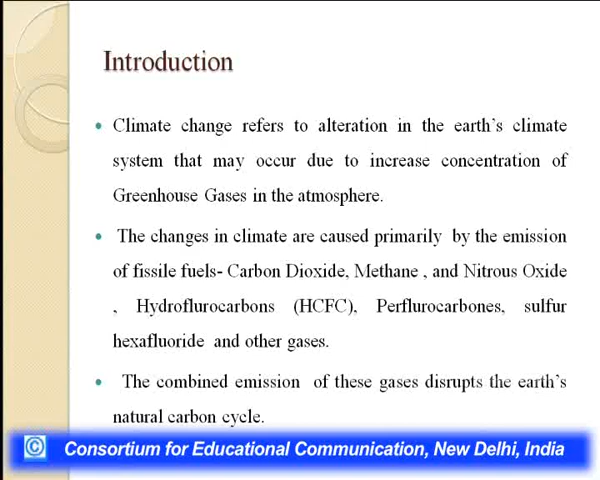 Introduction
Climate change refers to alteration in the earth's climate
system that may occur due to increase concentration of
Greenhouse Gases in the atmosphere.
The changes in climate are caused primarily by the emission
of fissile fuels- Carbon Dioxide, Methane , and Nitrous Oxide
, Hydroflurocarbons (HCFC), Perflurocarbones, sulfur
hexafluoride and other gases.
The combined emission of these gases disrupts the earth's
natural carbon cycle.
© Consortium for Educational Communication, New Delhi, India